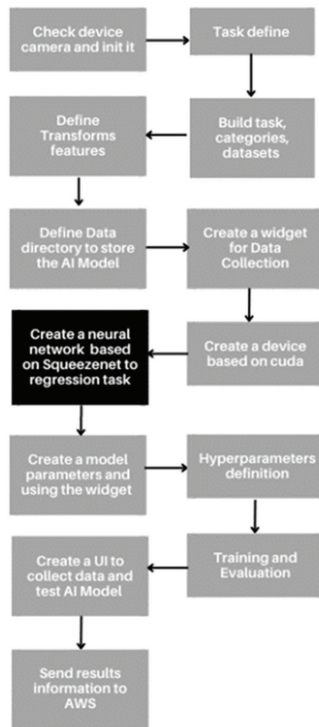 Check device
camera and init it
Task define
Build task,
categories,
datasets
Define
Transforms
features
Define Data
directory to store
the AI Model
Create a widget
for Data
Collection
Create a device
based on cuda
Create a neural
network based
on Squeezenet to
regression task
Create a model
parameters and
using the widget
Hyperparameters
definition
Training and
Evaluation
Create a UI to
collect data and
test AI Model
Send results
information to
AWS